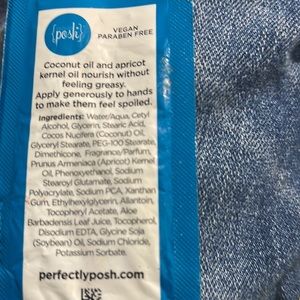 {posh}
VEGAN
PARABEN FREE
Coconut oil and apricot
kernel oil nourish without
feeling greasy.
Apply generously to hands
to make them feel spoiled.
Ingredients: Water/Aqua, Cetyl
Alcohol, Glycerin, Stearic Acid,
Cocos Nucifera (Coconut) Oil,
Glyceryl Stearate, PEG-100 Stearate,
Dimethicone, Fragrance/Parfum,
Prunus Armeniaca (Apricot) Kernel
Oil, Phenoxyethanol, Sodium
Stearoyl Glutamate, Sodium
Polyacrylate, Sodium PCA, Xanthan
Gum, Ethylhexylglycerin, Allantoin,
Tocopheryl Acetate, Aloe
Barbadensis Leaf Juice, Tocopherol,
Disodium EDTA, Glycine Soja
(Soybean) Oil, Sodium Chloride,
Potassium Sorbate.
perfectlyposh.com